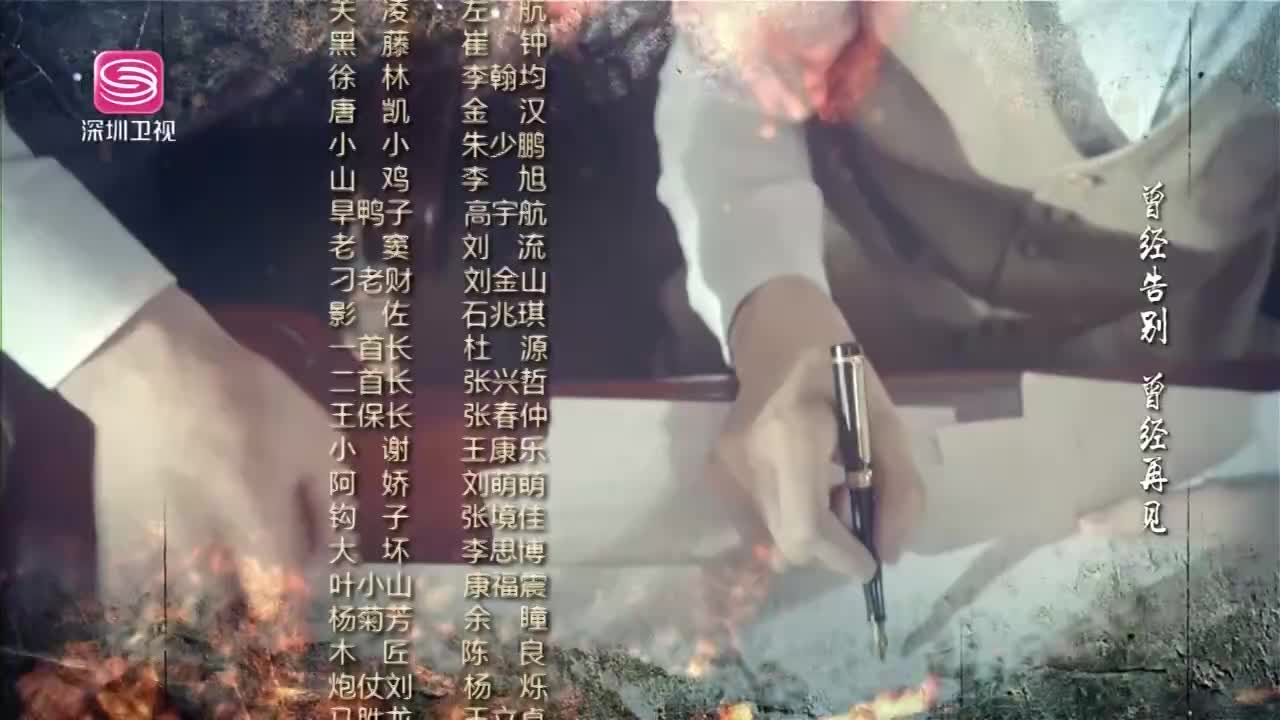 深圳卫视
关凌 左航
黑藤 崔钟
徐林 李翰均
唐凯 金汉
小小 朱少鹏
山鸡 李旭
旱鸭子 高宇航
老窦 刘流
刁老财 刘金山
影佐 石兆琪
一首长 杜源
二首长 张兴哲
王保长 张春仲
小谢 王康乐
阿娇 刘萌萌
钩子 张境佳
大坏 李思博
叶小山 康福震
杨菊芳 余瞳
木匠 陈良
炮仗刘 杨烁
曾经告别 曾经再见